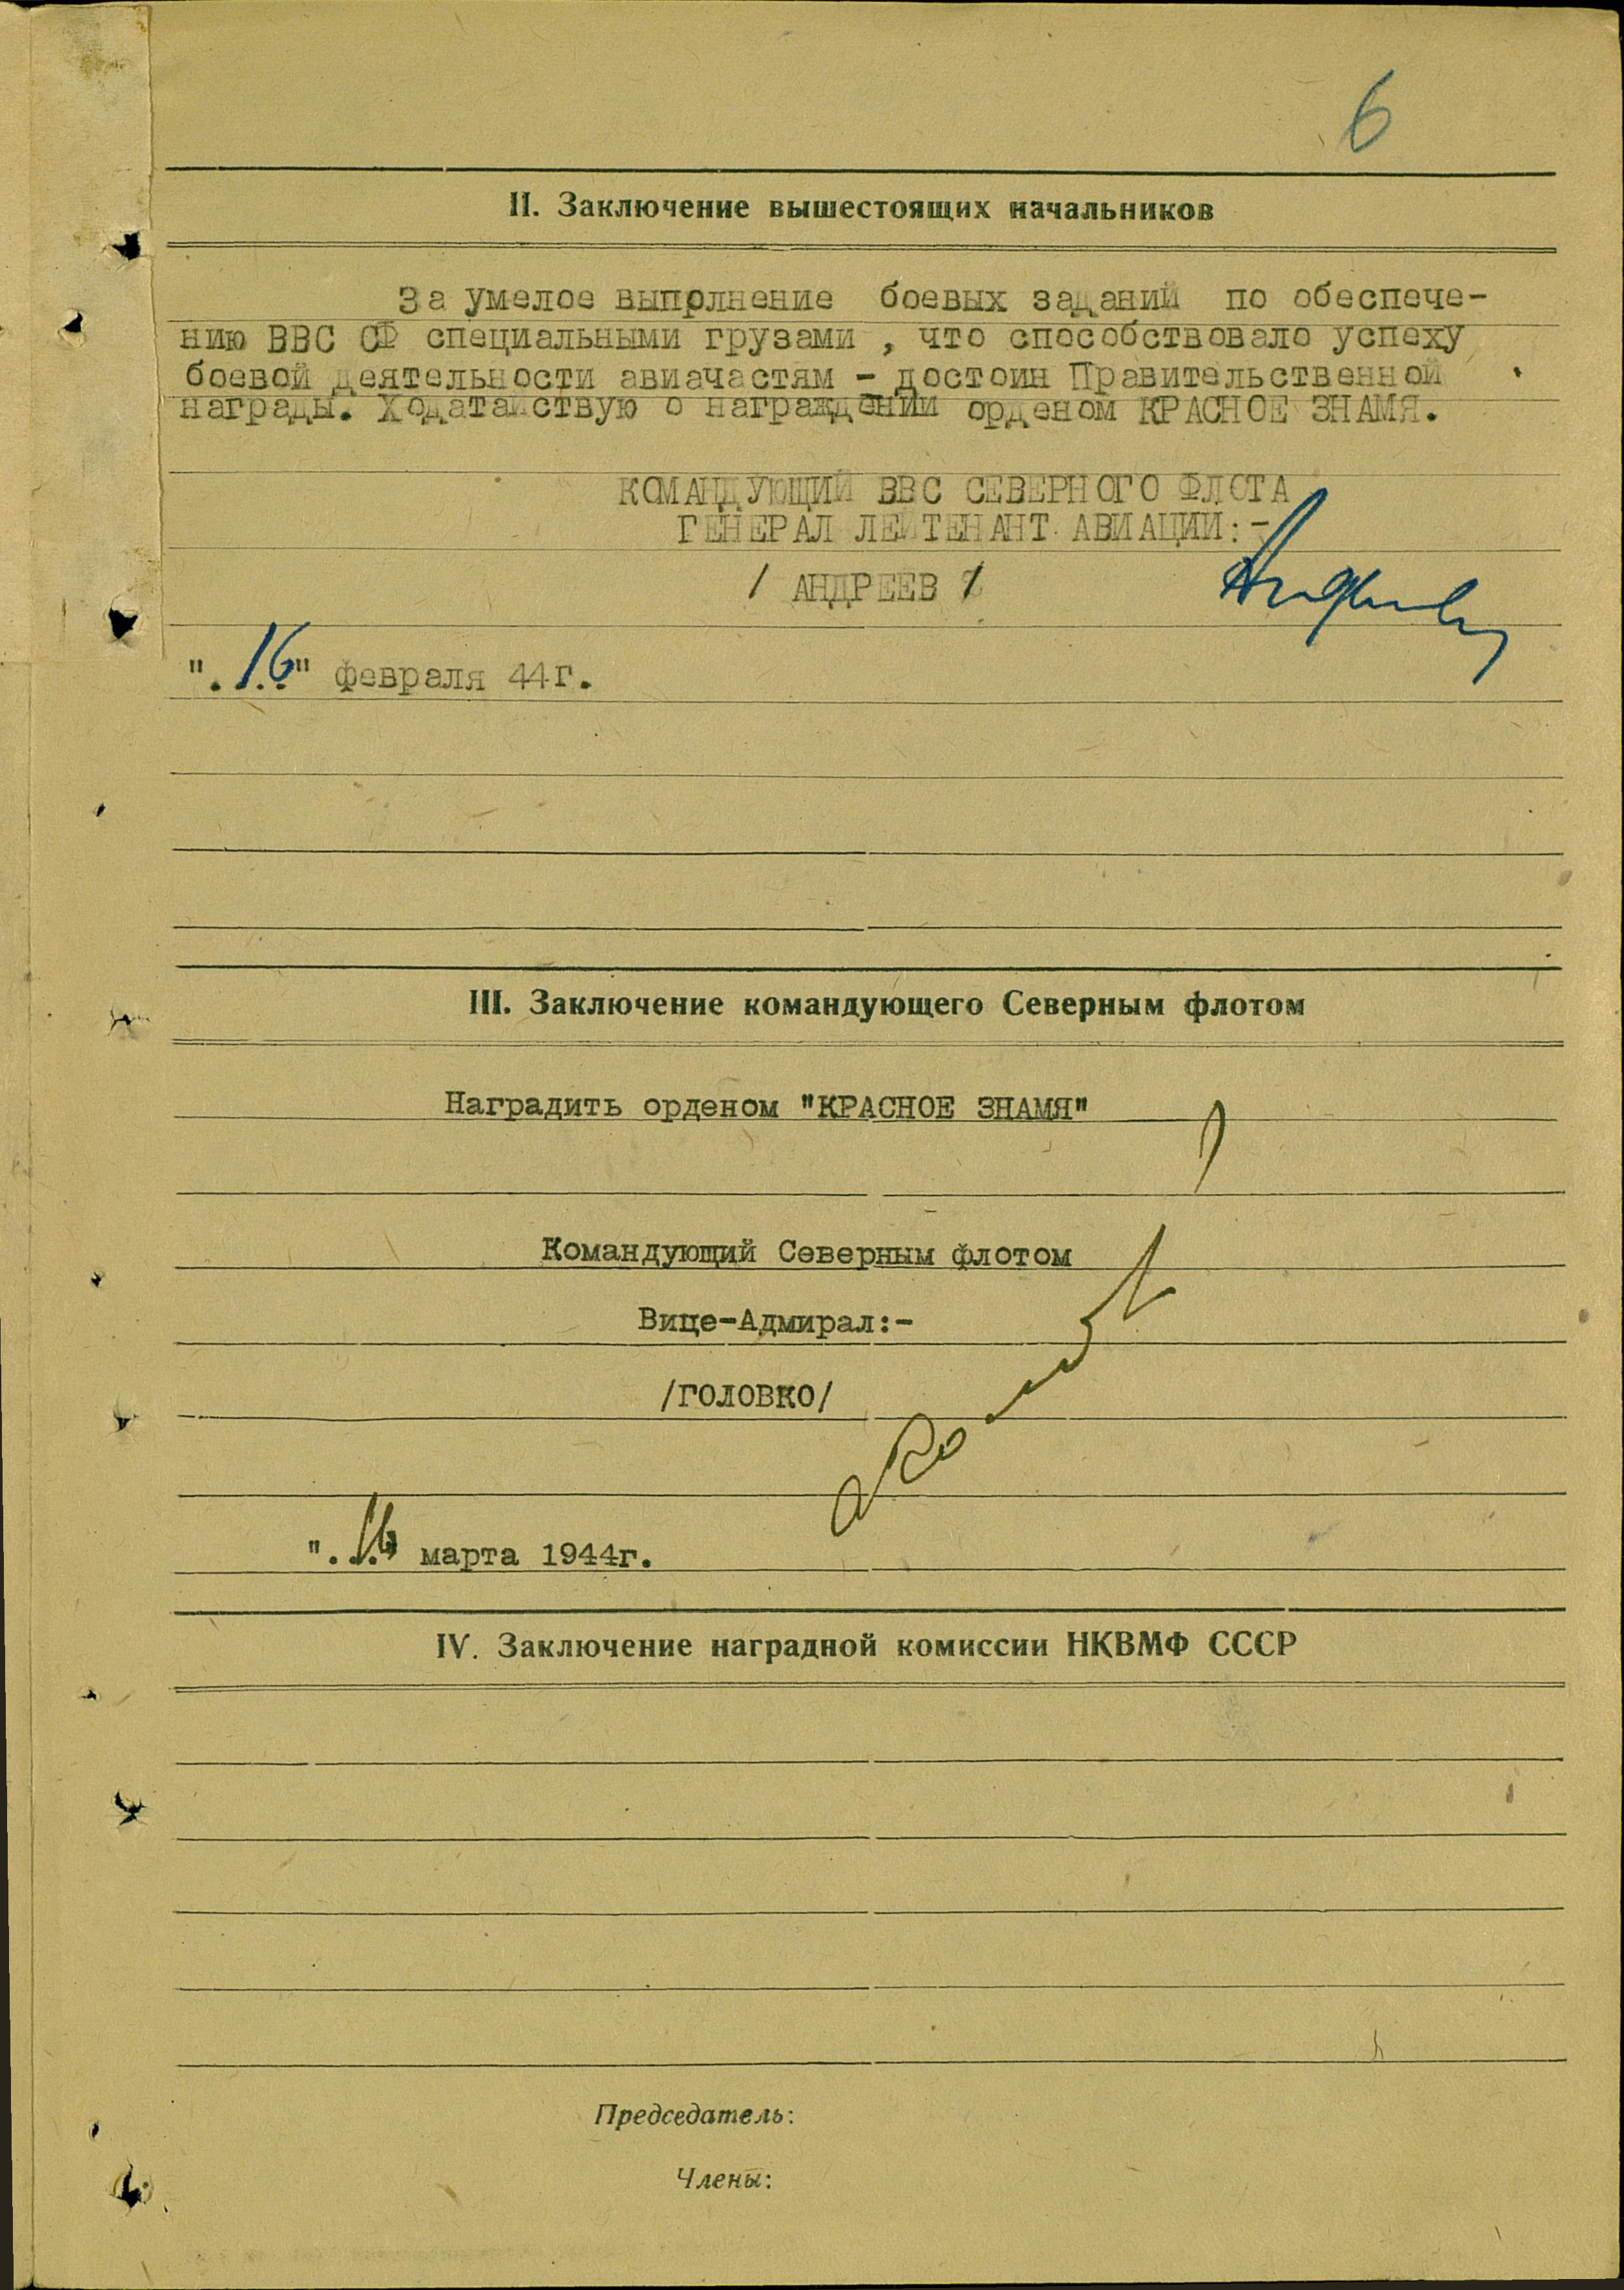 6
II. Заключение вышестоящих начальников
За умелое выполнение боевых заданий по обеспече-
нию ВВС СФ специальными грузами , что способствовало успеху
боевой деятельности авиачастям - достоин Правительственной
награды. Ходатайствую о награждении орденом КРАСНОЕ ЗНАМЯ.
КОМАНДУЮЩИЙ ВВС СЕВЕРНОГО ФЛОТА
ГЕНЕРАЛ ЛЕЙТЕНАНТ АВИАЦИИ:-
/ АНДРЕЕВ /
".16." февраля 44г.
III. Заключение командующего Северным флотом
Наградить орденом "КРАСНОЕ ЗНАМЯ"
Командующий Северным флотом
Вице-Адмирал:-
/ГОЛОВКО/
".16." марта 1944г.
IV. Заключение наградной комиссии НКВМФ СССР
Председатель:
Члены: